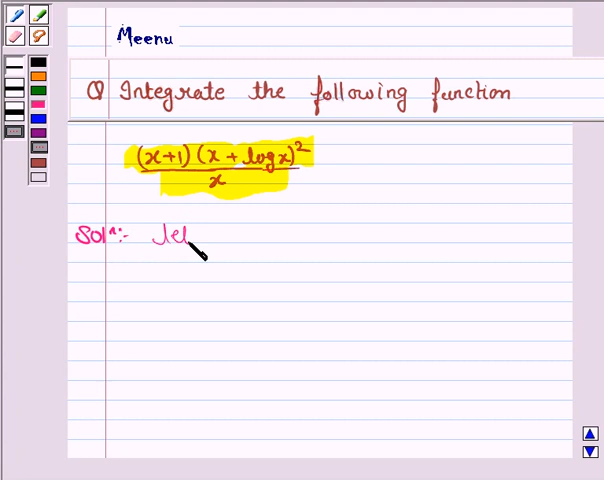 Meenu
Q Integrate the following function
(x+1) (x + log x)²
x
Solⁿ:- let